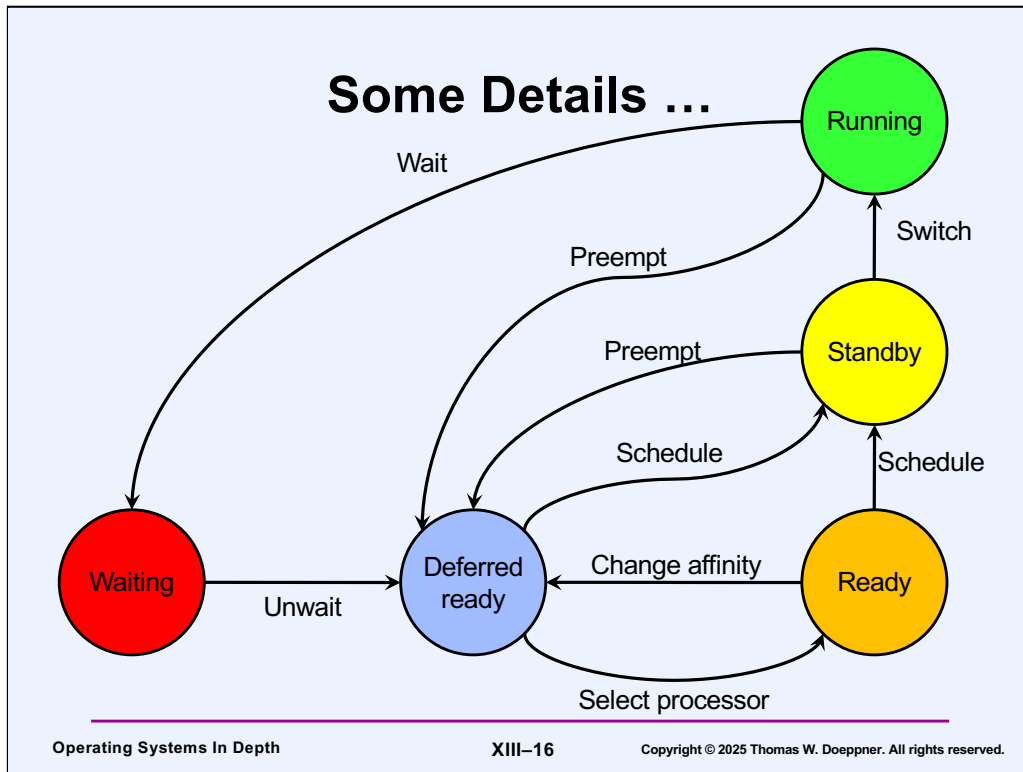 Some Details …
Running
Wait
Switch
Preempt
Preempt
Standby
Schedule
Schedule
Waiting
Unwait
Deferred
ready
Change affinity
Ready
Select processor
Operating Systems In Depth
XIII–16
Copyright © 2025 Thomas W. Doeppner. All rights reserved.